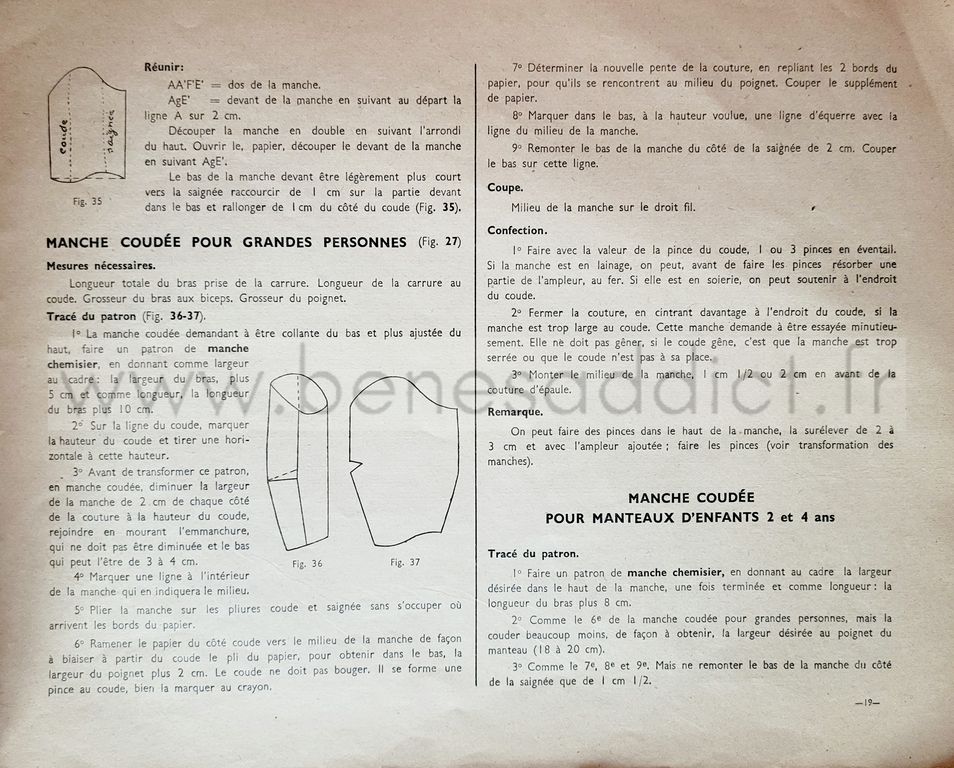 Réunir:
AA'F'E' = dos de la manche.
AgE' = devant de la manche en suivant au départ la
ligne A sur 2 cm.
Découper la manche en double en suivant l'arrondi
du haut. Ouvrir le, papier, découper le devant de la manche
en suivant AgE'.
Le bas de la manche devant être légèrement plus court
vers la saignée raccourcir de 1 cm sur la partie devant
dans le bas et rallonger de 1 cm du côté du coude (Fig. 35).
coude
saignée
Fig. 35
MANCHE COUDÉE POUR GRANDES PERSONNES (Fig. 27)
Mesures nécessaires.
Longueur totale du bras prise de la carrure. Longueur de la carrure au
coude. Grosseur du bras aux biceps. Grosseur du poignet.
Tracé du patron (Fig. 36-37).
1º La manche coudée demandant à être collante du bas et plus ajustée du
haut, faire un patron de manche
chemisier, en donnant comme largeur
au cadre: la largeur du bras, plus
5 cm et comme longueur, la longueur
du bras plus 10 cm.
2º Sur la ligne du coude, marquer
la hauteur du coude et tirer une hori-
zontale à cette hauteur.
3º Avant de transformer ce patron,
en manche coudée, diminuer la largeur
de la manche de 2 cm de chaque côté
de la couture à la hauteur du coude,
rejoindre en mourant l'emmanchure,
qui ne doit pas être diminuée et le bas
qui peut l'être de 3 à 4 cm.
4º Marquer une ligne à l'intérieur
de la manche qui en indiquera le milieu.
Fig. 36
Fig. 37
5º Plier la manche sur les pliures coude et saignée sans s'occuper où
arrivent les bords du papier.
6º Ramener le papier du côté coude vers le milieu de la manche de façon
à biaiser à partir du coude le pli du papier, pour obtenir dans le bas, la
largeur du poignet plus 2 cm. Le coude ne doit pas bouger. Il se forme une
pince au coude, bien la marquer au crayon.
7º Déterminer la nouvelle pente de la couture, en repliant les 2 bords du
papier, pour qu'ils se rencontrent au milieu du poignet. Couper le supplément
de papier.
8º Marquer dans le bas, à la hauteur voulue, une ligne d'équerre avec la
ligne du milieu de la manche.
9º Remonter le bas de la manche du côté de la saignée de 2 cm. Couper
le bas sur cette ligne.
Coupe.
Milieu de la manche sur le droit fil.
Confection.
1º Faire avec la valeur de la pince du coude, 1 ou 3 pinces en éventail.
Si la manche est en lainage, on peut, avant de faire les pinces résorber une
partie de l'ampleur, au fer. Si elle est en soierie, on peut soutenir à l'endroit
du coude.
2º Fermer la couture, en cintrant davantage à l'endroit du coude, si la
manche est trop large au coude. Cette manche demande à être essayée minutieu-
sement. Elle ne doit pas gêner, si le coude gêne, c'est que la manche est trop
serrée ou que le coude n'est pas à sa place.
3º Monter le milieu de la manche, 1 cm 1/2 ou 2 cm en avant de la
couture d'épaule.
Remarque.
On peut faire des pinces dans le haut de la manche, la surélever de 2 à
3 cm et avec l'ampleur ajoutée; faire les pinces (voir transformation des
manches).
MANCHE COUDÉE
POUR MANTEAUX D'ENFANTS 2 et 4 ans
Tracé du patron.
1º Faire un patron de manche chemisier, en donnant au cadre la largeur
désirée dans le haut de la manche, une fois terminée et comme longueur: la
longueur du bras plus 8 cm.
2º Comme le 6e de la manche coudée pour grandes personnes, mais la
couder beaucoup moins, de façon à obtenir, la largeur désirée au poignet du
manteau (18 à 20 cm).
3º Comme le 7e, 8e et 9e. Mais ne remonter le bas de la manche du côté
de la saignée que de 1 cm 1/2.
—19—
www.benesaddict.fr